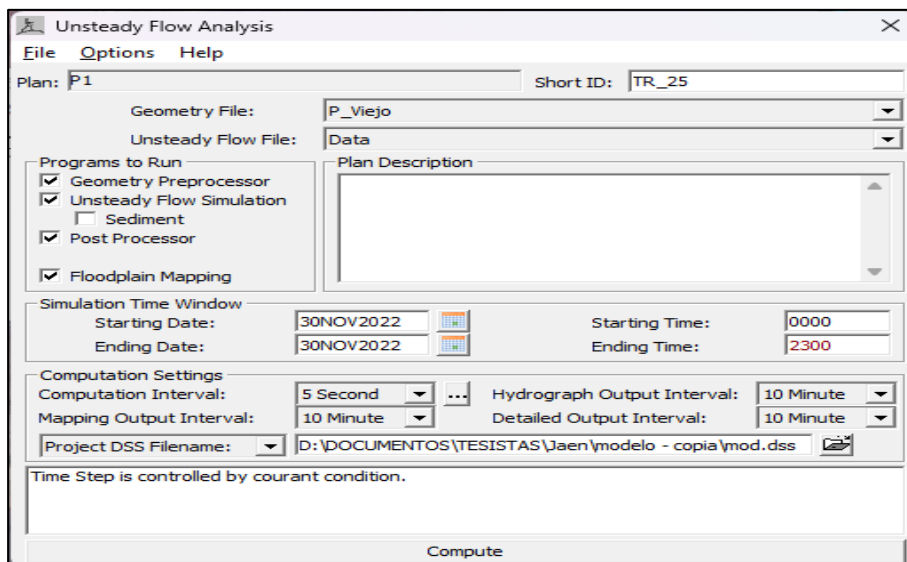 Unsteady Flow Analysis
File Options Help
Plan: P1 Short ID: TR_25
Geometry File: P_Viejo
Unsteady Flow File: Data
Programs to Run
Geometry Preprocessor
Unsteady Flow Simulation
Sediment
Post Processor
Floodplain Mapping
Plan Description
Simulation Time Window
Starting Date: 30NOV2022 Starting Time: 0000
Ending Date: 30NOV2022 Ending Time: 2300
Computation Settings
Computation Interval: 5 Second ... Hydrograph Output Interval: 10 Minute
Mapping Output Interval: 10 Minute Detailed Output Interval: 10 Minute
Project DSS Filename: D:\DOCUMENTOS\TESISTAS\Jaen\modelo - copia\mod.dss
Time Step is controlled by courant condition.
Compute